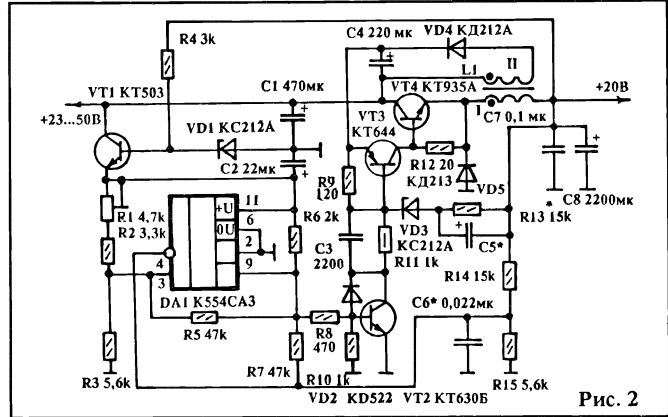 R4 3k
C4 220 мк
VD4 КД212А
VT1 КТ503
C1 470мк
L1
II
VT4 КТ935А
+20В
+23...50В
VD1 КС212А
VT3
КТ644
I
C7 0,1 мк
C2 22мк
R12 20
КД213
VD5
R9
120
*
C8 2200мк
R1 4,7k
R2 3,3k
+U
11
0U
6
2
9
4
3
R6 2k
VD3
КС212А
R13 15k
C5*
C3
2200
R11 1k
R14 15k
DA1 К554СА3
C6* 0,022мк
R5 47k
R8
470
R3 5,6k
R7 47k
R10 1k
R15 5,6k
VD2 KD522 VT2 КТ630Б
+
+
+
+
+
Рис. 2